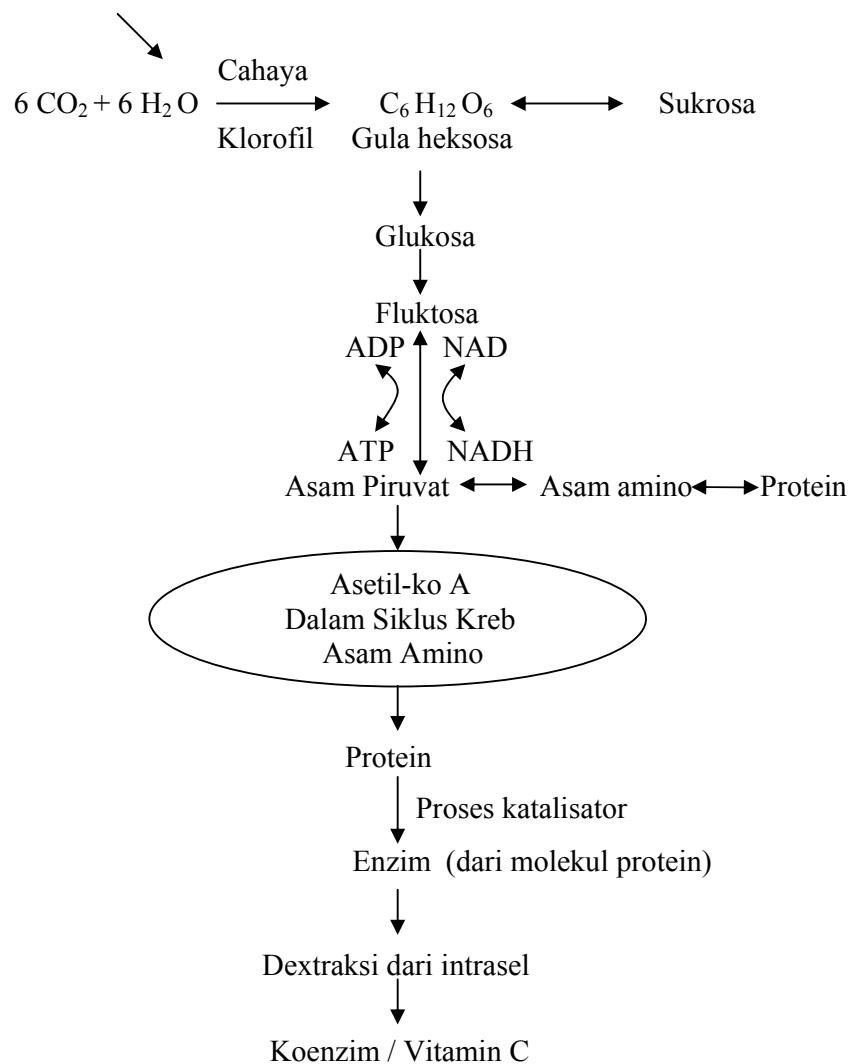 Cahaya
6 CO₂ + 6 H₂ O C₆ H₁₂ O₆ Sukrosa
Klorofil Gula heksosa
Glukosa
Fluktosa
ADP NAD
ATP NADH
Asam Piruvat Asam amino Protein
Asetil-ko A
Dalam Siklus Kreb
Asam Amino
Protein
Proses katalisator
Enzim (dari molekul protein)
Dextraksi dari intrasel
Koenzim / Vitamin C